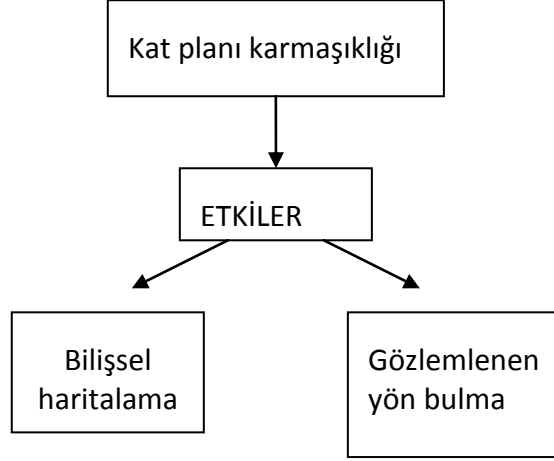 Kat planı karmaşıklığı
ETKİLER
Bilişsel
haritalama
Gözlemlenen
yön bulma